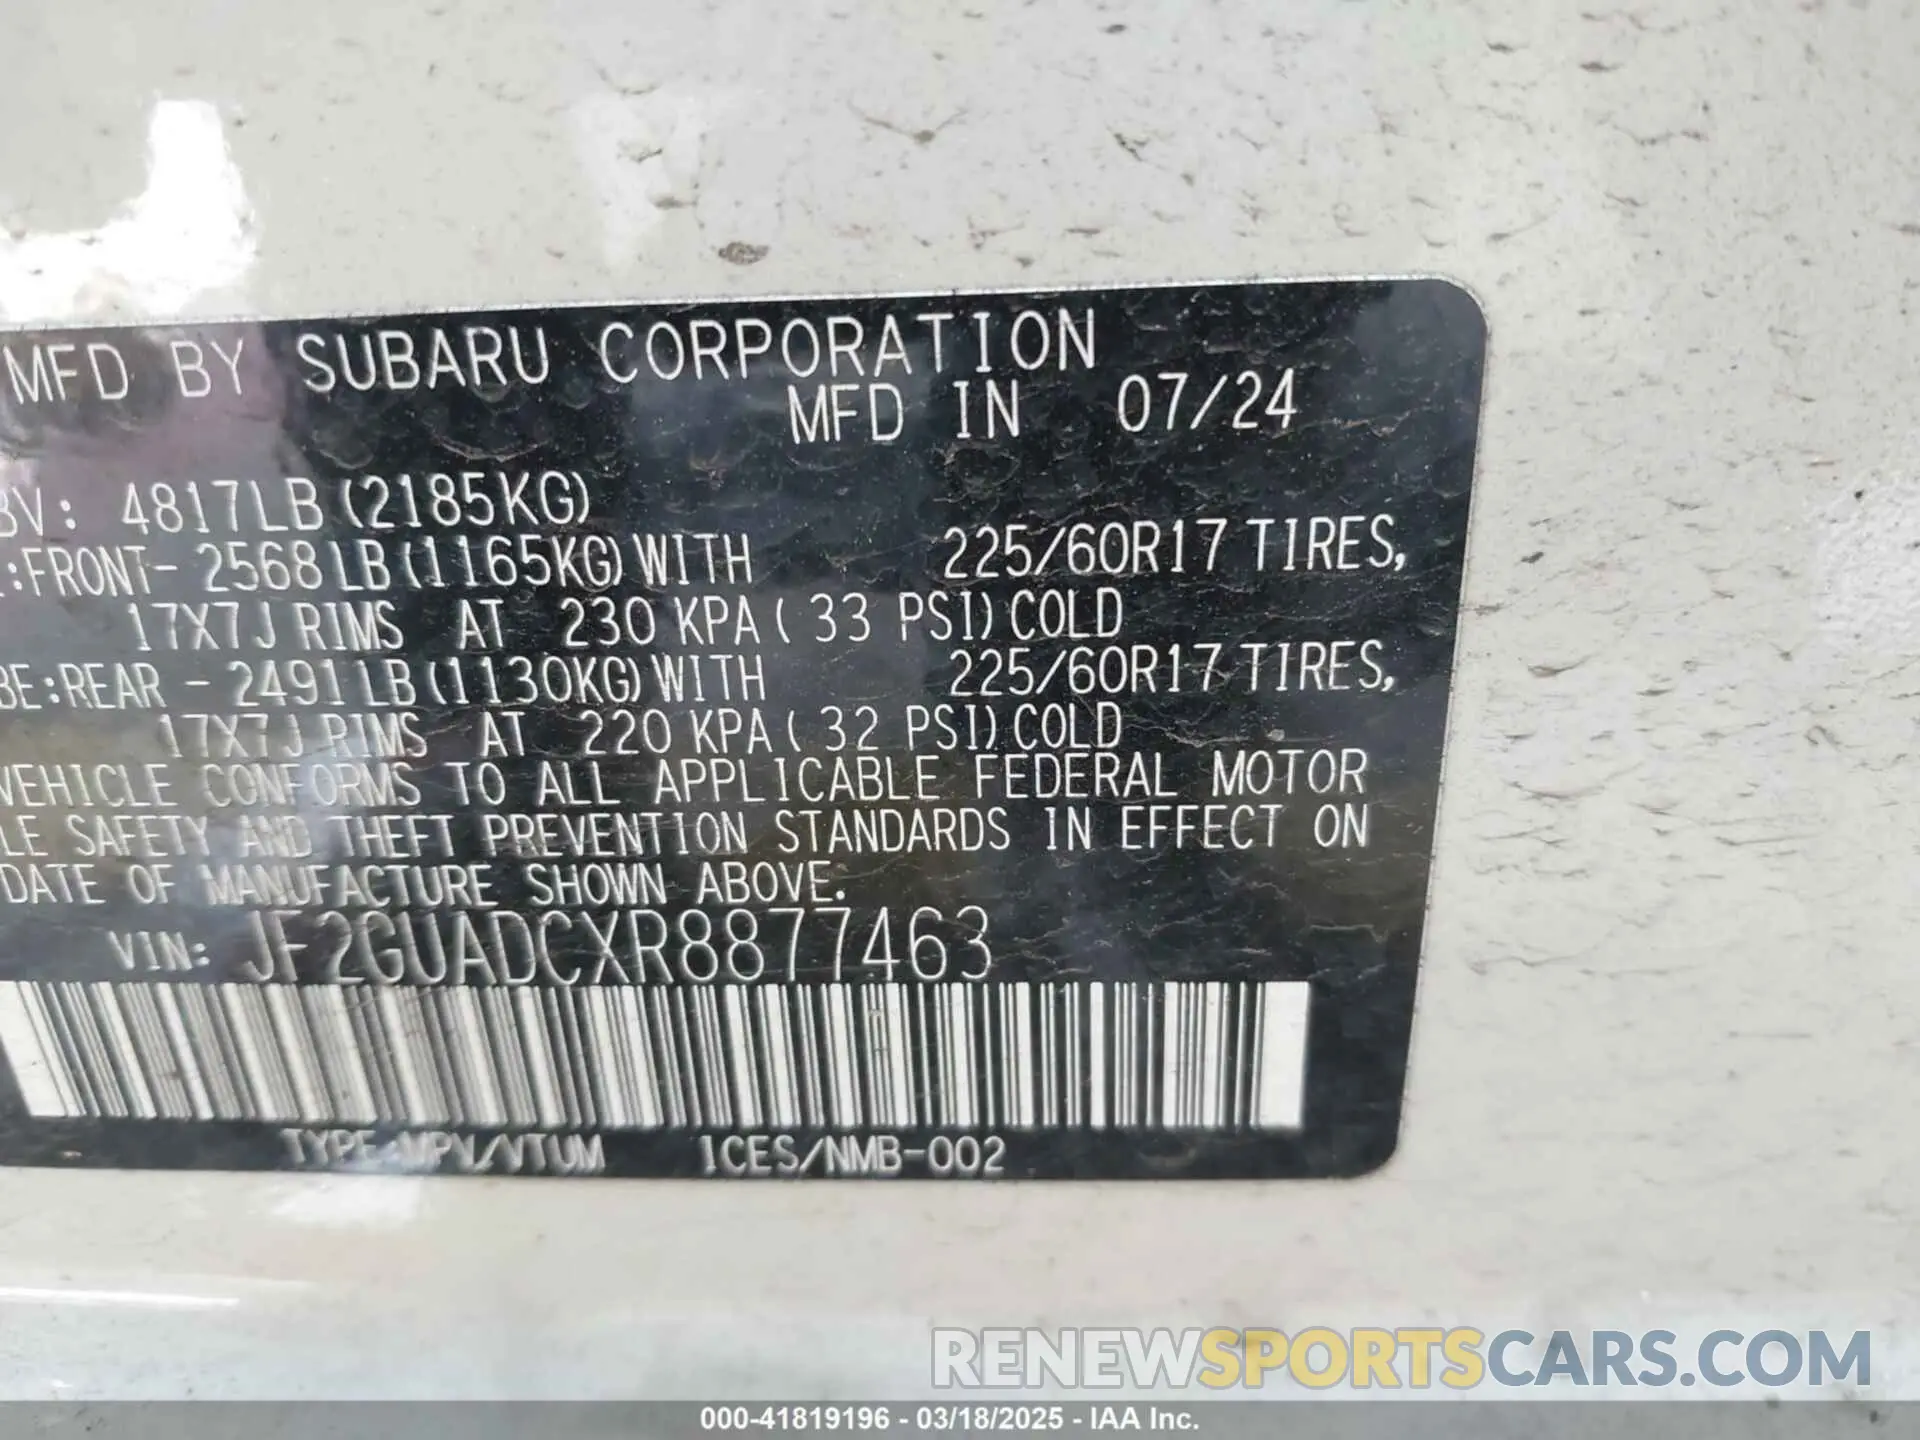 MFD BY SUBARU CORPORATION
MFD IN 07/24
BV: 4817LB (2185KG)
:FRONT- 2568 LB (1165KG) WITH 225/60R17 TIRES,
17X7J RIMS AT 230 KPA ( 33 PSI) COLD
BE:REAR - 2491 LB (1130KG) WITH 225/60R17 TIRES,
17X7J RIMS AT 220 KPA ( 32 PSI) COLD
VEHICLE CONFORMS TO ALL APPLICABLE FEDERAL MOTOR
LE SAFETY AND THEFT PREVENTION STANDARDS IN EFFECT ON
DATE OF MANUFACTURE SHOWN ABOVE.
VIN: JF2GUADCXR8877463
TYPE:MPV/VTUM ICES/NMB-002
RENEWSPORTSCARS.COM
000-41819196 - 03/18/2025 - IAA Inc.